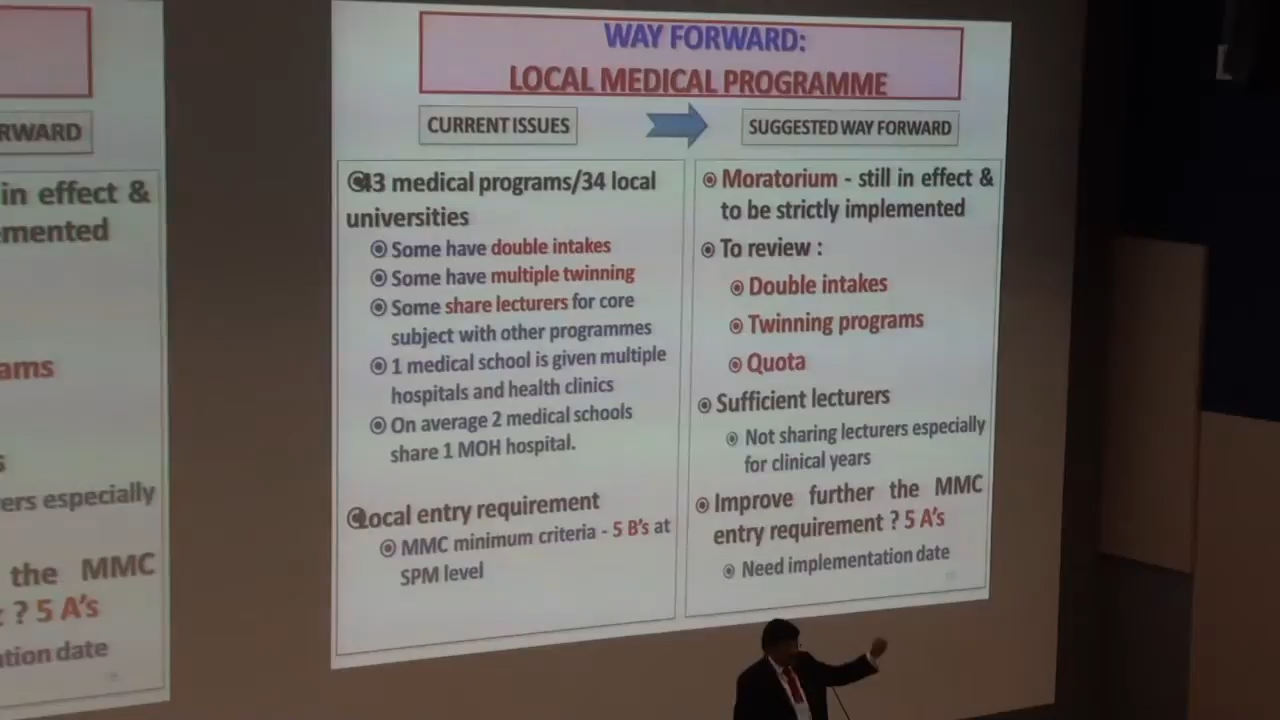 RWARD
in effect &
mented
ams
s
ers especially
the MMC
? 5 A's
tion date
WAY FORWARD:
LOCAL MEDICAL PROGRAMME
CURRENT ISSUES
SUGGESTED WAY FORWARD
43 medical programs/34 local
universities
Some have double intakes
Some have multiple twinning
Some share lecturers for core
subject with other programmes
1 medical school is given multiple
hospitals and health clinics
On average 2 medical schools
share 1 MOH hospital.
Local entry requirement
MMC minimum criteria - 5 B's at
SPM level
Moratorium - still in effect &
to be strictly implemented
To review :
Double intakes
Twinning programs
Quota
Sufficient lecturers
Not sharing lecturers especially
for clinical years
Improve further the MMC
entry requirement ? 5 A's
Need implementation date